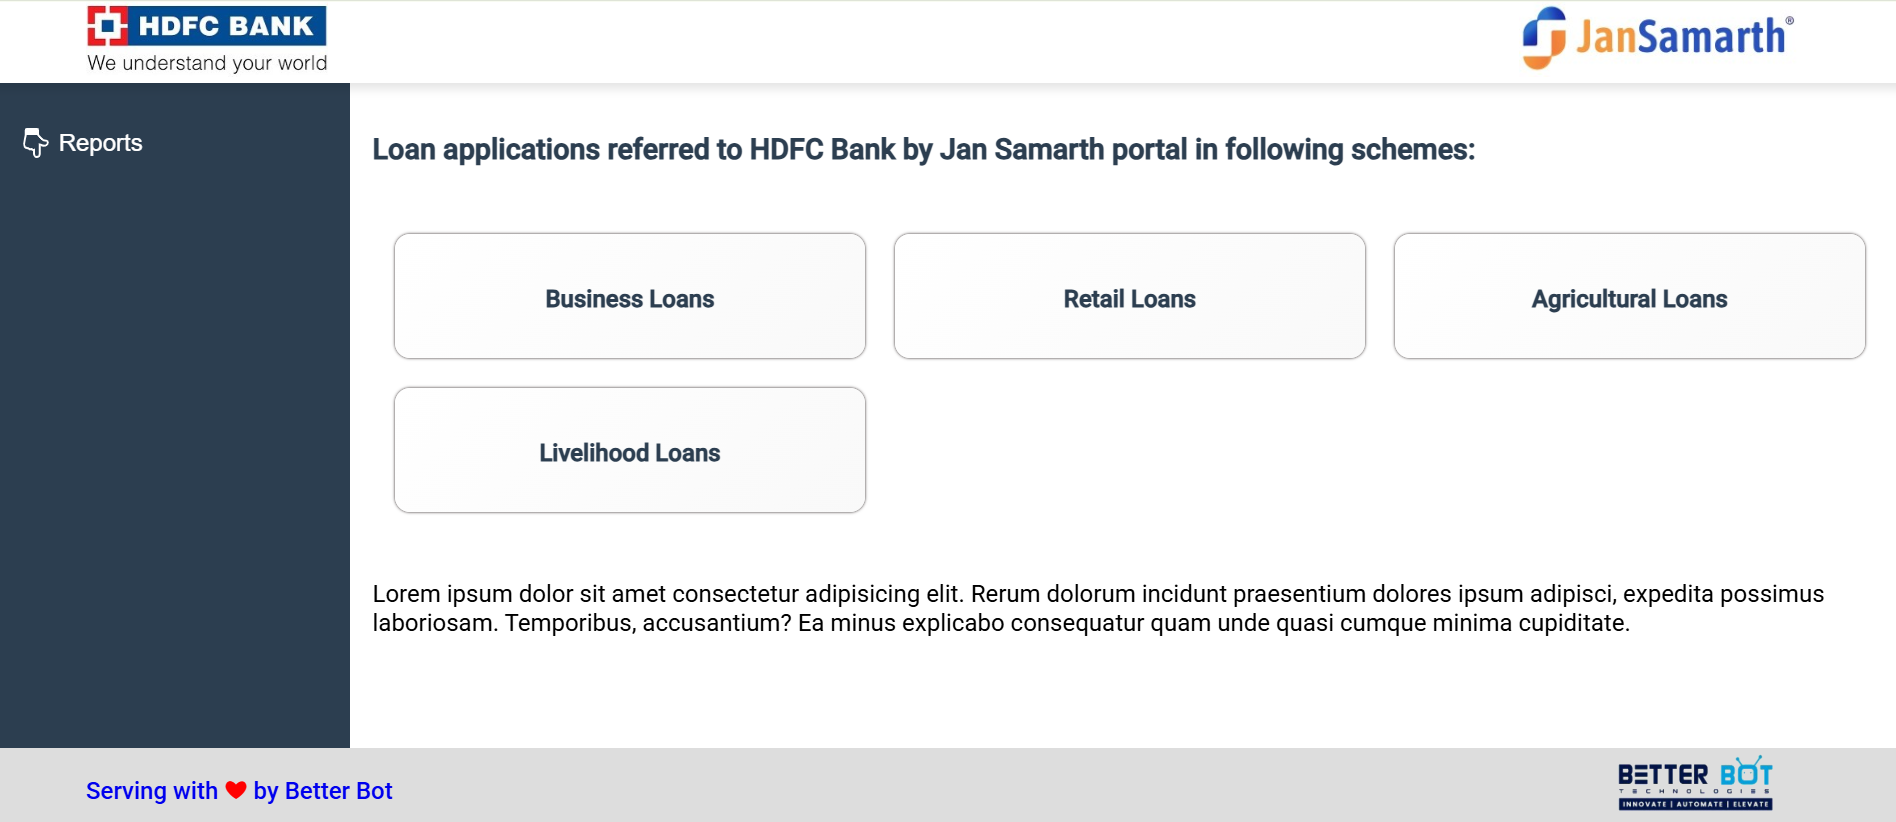 HDFC BANK
We understand your world
JanSamarth®
Reports
Loan applications referred to HDFC Bank by Jan Samarth portal in following schemes:
Business Loans
Retail Loans
Agricultural Loans
Livelihood Loans
Lorem ipsum dolor sit amet consectetur adipisicing elit. Rerum dolorum incidunt praesentium dolores ipsum adipisci, expedita possimus
laboriosam. Temporibus, accusantium? Ea minus explicabo consequatur quam unde quasi cumque minima cupiditate.
Serving with ❤ by Better Bot
BETTER BOT
TECHNOLOGIES
INNOVATE | AUTOMATE | ELEVATE